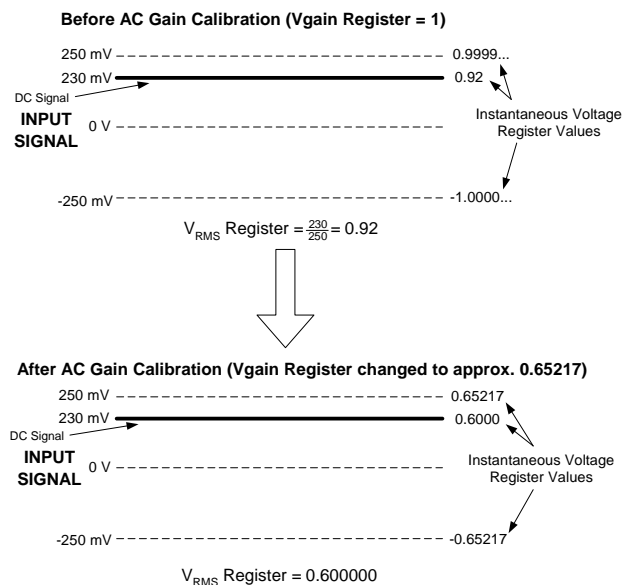 Before AC Gain Calibration (Vgain Register = 1)
250 mV 0.9999...
230 mV 0.92
DC Signal
INPUT SIGNAL
0 V
Instantaneous Voltage
Register Values
-250 mV -1.0000...
VRMS Register = 230/250 = 0.92
After AC Gain Calibration (Vgain Register changed to approx. 0.65217)
250 mV 0.65217
230 mV 0.6000
DC Signal
INPUT SIGNAL
0 V
Instantaneous Voltage
Register Values
-250 mV -0.65217
VRMS Register = 0.600000